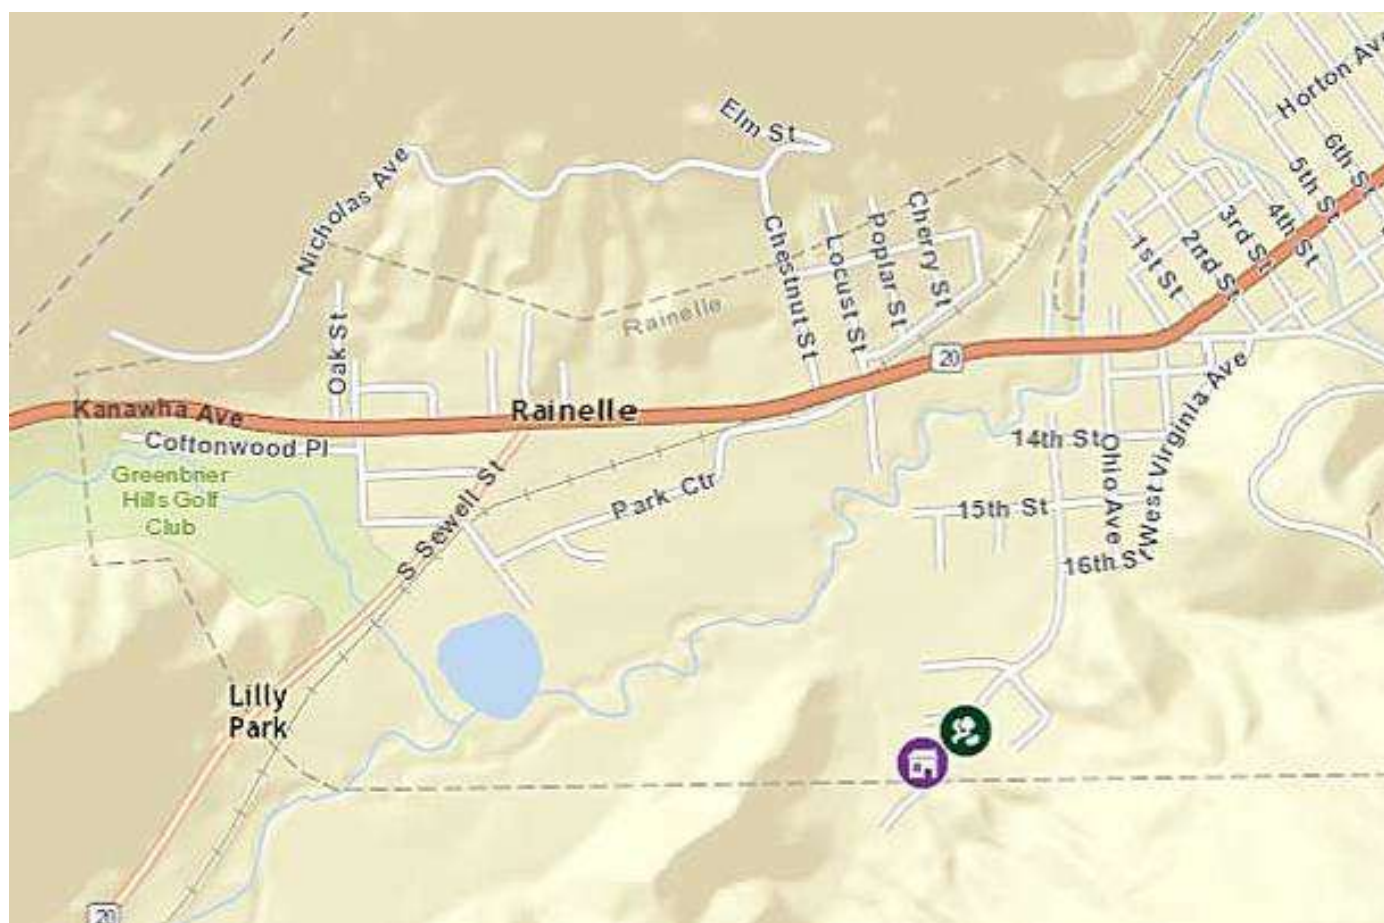 Horton Ave
Elm St
6th St
5th St
Nicholas Ave
4th St
3rd St
2nd St
1st St
Cherry St
Poplar St
Locust St
Chestnut St
Rainelle
Oak St
20
Kanawha Ave
Rainelle
Cottonwood Pl
West Virginia Ave
14th St
Ohio Ave
Greenbrier
Hills Golf
Club
S Sewell St
Park Ctr
15th St
16th St
Lilly
Park
20